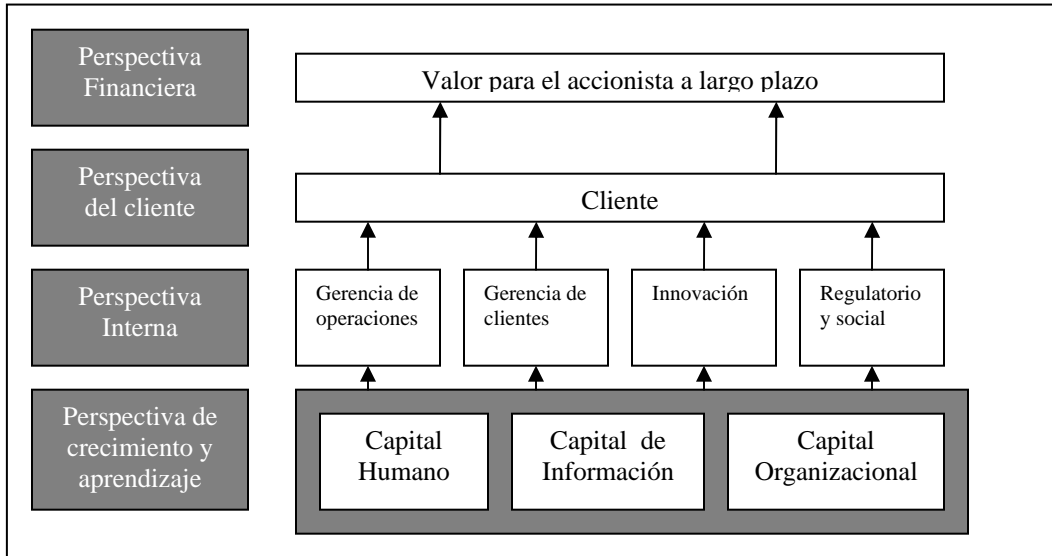 Perspectiva
Financiera
Valor para el accionista a largo plazo
Perspectiva
del cliente
Cliente
Perspectiva
Interna
Gerencia de
operaciones
Gerencia de
clientes
Innovación
Regulatorio
y social
Perspectiva de
crecimiento y
aprendizaje
Capital
Humano
Capital de
Información
Capital
Organizacional